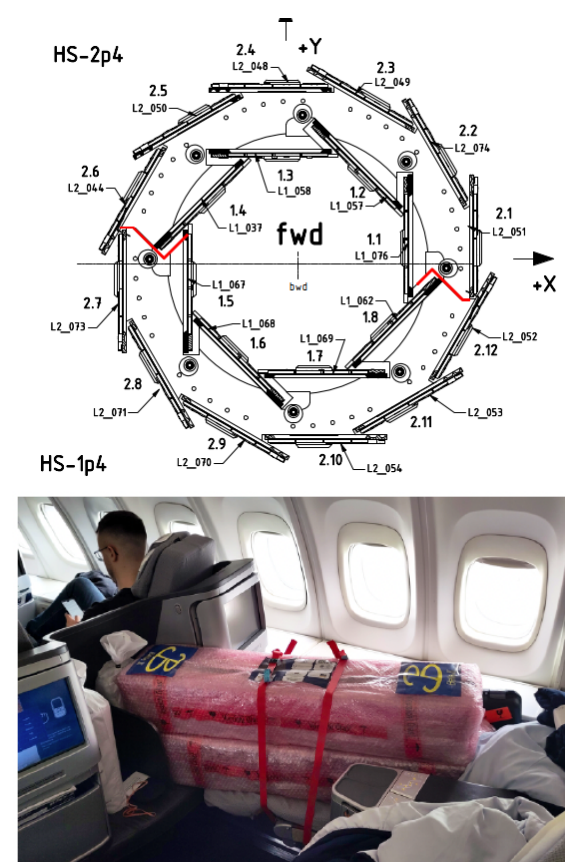 HS-2p4
+Y
2.4
L2_048
2.3
L2_049
2.5
L2_050
2.2
L2_074
2.6
L2_044
1.3
L1_058
1.2
L1_057
1.4
L1_037
fwd
2.1
L2_051
1.1
L1_076
+X
bwd
1.5
L1_067
L1_062
1.8
2.7
L2_073
L1_068
1.6
L1_069
1.7
L2_052
2.12
2.8
L2_071
L2_053
2.11
2.9
L2_070
2.10
L2_054
HS-1p4